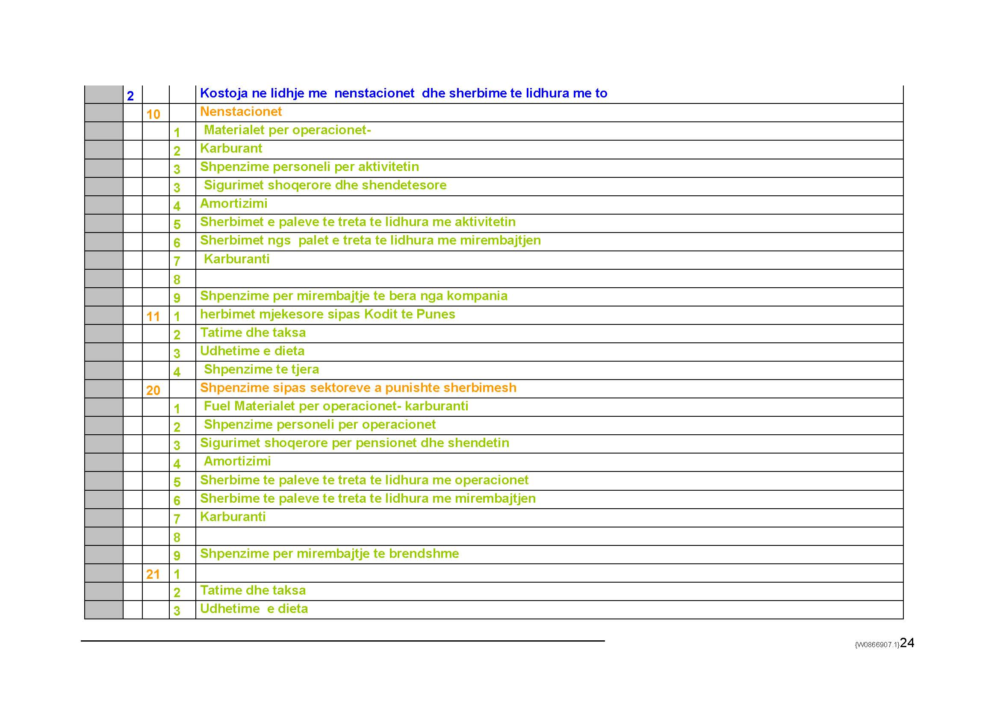 2 Kostoja ne lidhje me  nenstacionet  dhe sherbime te lidhura me to
10 Nenstacionet
1 Materialet per operacionet-
2 Karburant
3 Shpenzime personeli per aktivitetin
3 Sigurimet shoqerore dhe shendetesore
4 Amortizimi
5 Sherbimet e paleve te treta te lidhura me aktivitetin
6 Sherbimet ngs  palet e treta te lidhura me mirembajtjen
7 Karburanti
8
9 Shpenzime per mirembajtje te bera nga kompania
11 1 herbimet mjekesore sipas Kodit te Punes
2 Tatime dhe taksa
3 Udhetime e dieta
4 Shpenzime te tjera
20 Shpenzime sipas sektoreve a punishte sherbimesh
1 Fuel Materialet per operacionet- karburanti
2 Shpenzime personeli per operacionet
3 Sigurimet shoqerore per pensionet dhe shendetin
4 Amortizimi
5 Sherbime te paleve te treta te lidhura me operacionet
6 Sherbime te paleve te treta te lidhura me mirembajtjen
7 Karburanti
8
9 Shpenzime per mirembajtje te brendshme
21 1
2 Tatime dhe taksa
3 Udhetime  e dieta
{W0866907.1}24